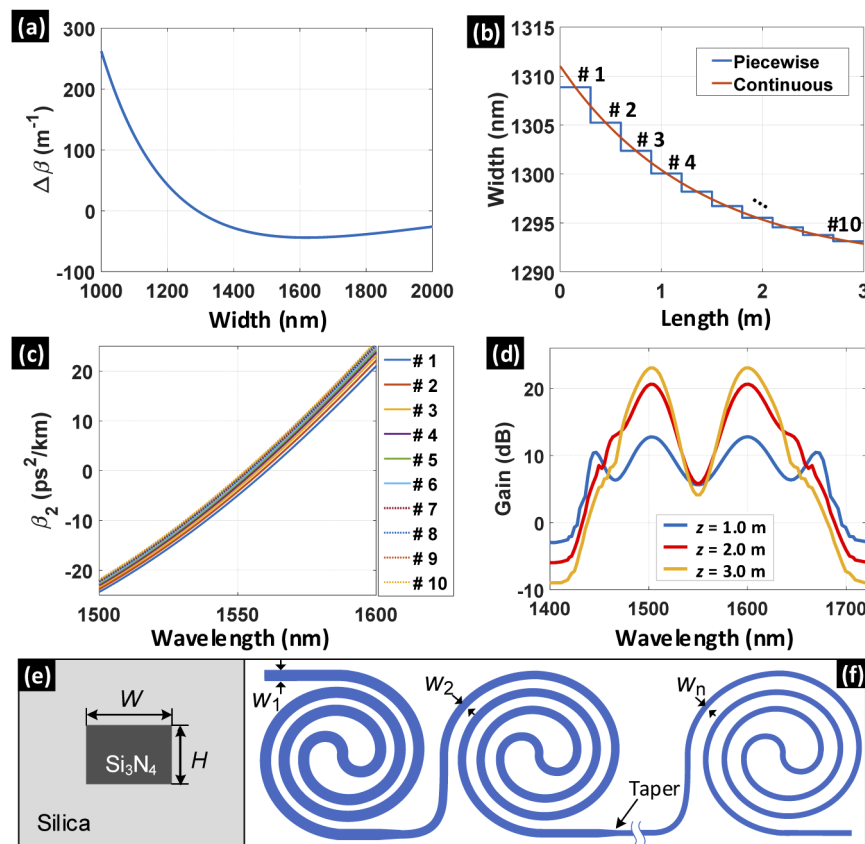 (a)
300
200
100
0
-100
Δβ (m⁻¹)
1000 1200 1400 1600 1800 2000
Width (nm)
(b)
1315
1310
1305
1300
1295
1290
Width (nm)
Piecewise
Continuous
# 1
# 2
# 3
# 4
...
#10
0 1 2 3
Length (m)
(c)
20
10
0
-10
-20
β₂ (ps²/km)
1500 1550 1600
Wavelength (nm)
# 1
# 2
# 3
# 4
# 5
# 6
# 7
# 8
# 9
# 10
(d)
20
10
0
-10
Gain (dB)
z = 1.0 m
z = 2.0 m
z = 3.0 m
1400 1500 1600 1700
Wavelength (nm)
(e)
W
H
Si₃N₄
Silica
(f)
w₁
w₂
wₙ
Taper